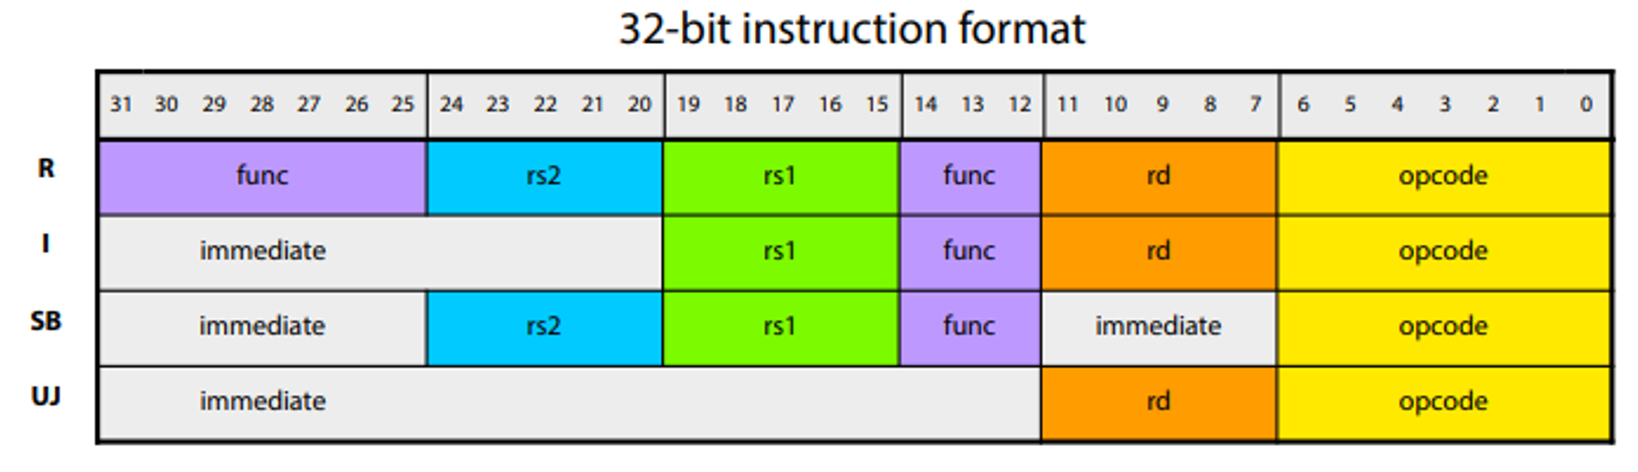 32-bit instruction format
31 30 29 28 27 26 25 24 23 22 21 20 19 18 17 16 15 14 13 12 11 10 9 8 7 6 5 4 3 2 1 0
R func rs2 rs1 func rd opcode
I immediate rs1 func rd opcode
SB immediate rs2 rs1 func immediate opcode
UJ immediate rd opcode